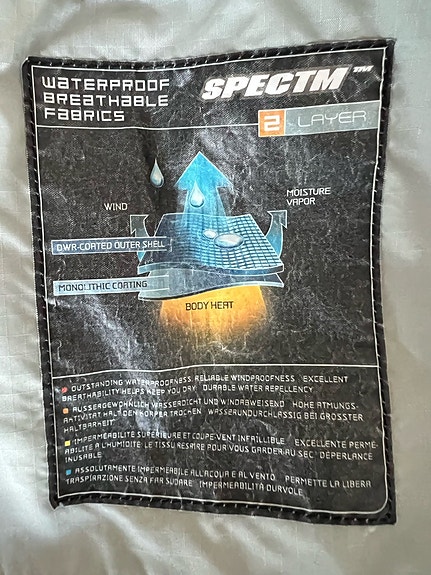 WATERPROOF
BREATHABLE
FABRICS
SPECTM™
2 LAYER
WIND
MOISTURE
VAPOR
DWR-COATED OUTER SHELL
MONOLITHIC COATING
BODY HEAT
OUTSTANDING WATERPROOFNESS RELIABLE WINDPROOFNESS EXCELLENT
BREATHABILITY HELPS KEEP YOU DRY DURABLE WATER REPELLENCY
AUSSERGEWÖHNLICH WASSERDICHT UND WINDABWEISEND HOHE ATMUNGS-
AKTIVITÄT HÄLT DEN KÖRPER TROCKEN WASSERUNDURCHLÄSSIG BEI GRÖSSTER
HALTBARKEIT
IMPERMÉABILITÉ SUPÉRIEURE ET COUPE-VENT INFAILLIBLE EXCELLENTE PERMÉ-
ABILITÉ À L'HUMIDITÉ: LE TISSU RESPIRE POUR VOUS GARDER AU SEC DÉPERLANCE
INUSABLE
ASSOLUTAMENTE IMPERMEABILE ALL'ACQUA E AL VENTO PERMETTE LA LIBERA
TRASPIRAZIONE SENZA FAR SUDARE IMPERMEABILITÀ DUREVOLE